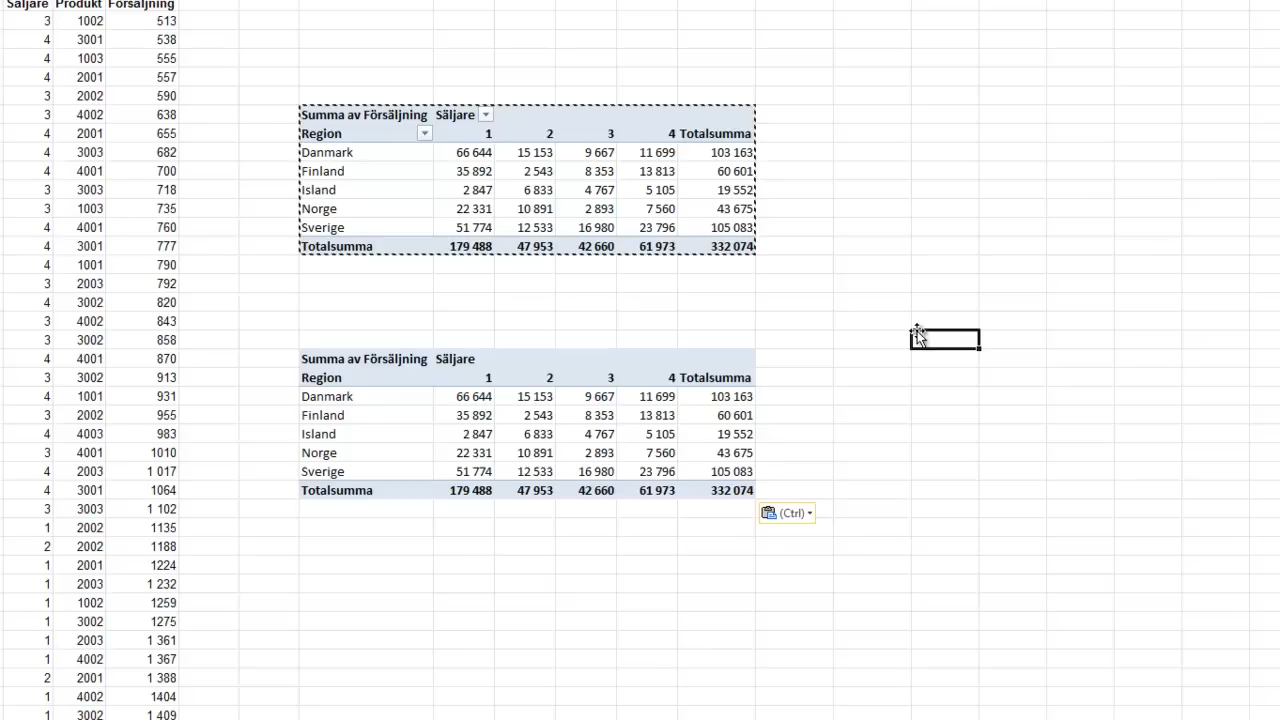 Säljare Produkt Försäljning
3 1002 513
4 3001 538
4 1003 555
4 2001 557
3 2002 590
3 4002 638
4 2001 655
4 3003 682
4 4001 700
3 3003 718
3 1003 735
4 4001 760
4 3001 777
4 1001 790
3 2003 792
4 3002 820
3 4002 843
3 3002 858
4 4001 870
3 3002 913
4 1001 931
3 2002 955
4 4003 983
3 4001 1010
4 2003 1 017
4 3001 1064
3 3003 1 102
1 2002 1135
2 2002 1188
1 2001 1224
1 2003 1 232
1 1002 1259
1 3002 1275
1 2003 1 361
1 4002 1 367
2 2001 1 388
1 4002 1404
1 3002 1 409
Summa av Försäljning Säljare
Region 1 2 3 4 Totalsumma
Danmark 66 644 15 153 9 667 11 699 103 163
Finland 35 892 2 543 8 353 13 813 60 601
Island 2 847 6 833 4 767 5 105 19 552
Norge 22 331 10 891 2 893 7 560 43 675
Sverige 51 774 12 533 16 980 23 796 105 083
Totalsumma 179 488 47 953 42 660 61 973 332 074
Summa av Försäljning Säljare
Region 1 2 3 4 Totalsumma
Danmark 66 644 15 153 9 667 11 699 103 163
Finland 35 892 2 543 8 353 13 813 60 601
Island 2 847 6 833 4 767 5 105 19 552
Norge 22 331 10 891 2 893 7 560 43 675
Sverige 51 774 12 533 16 980 23 796 105 083
Totalsumma 179 488 47 953 42 660 61 973 332 074
(Ctrl)